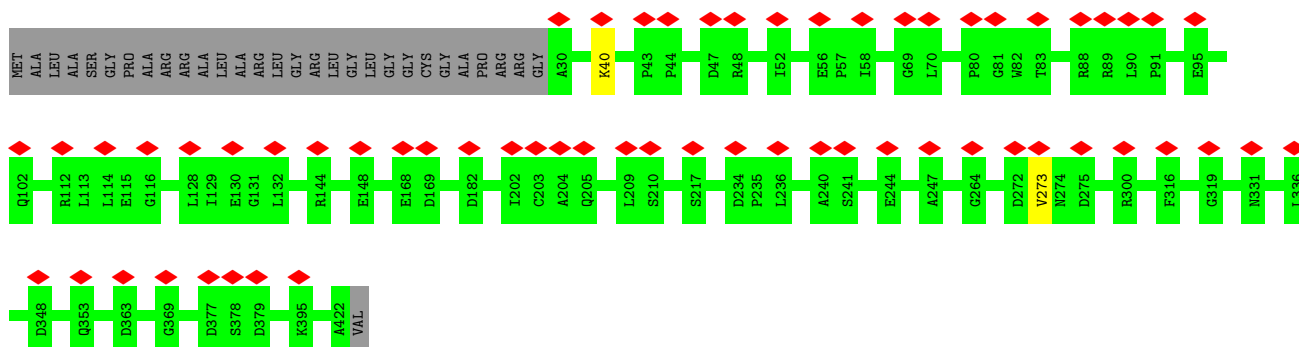 MET ALA LEU ALA SER GLY PRO ALA ARG ARG ALA LEU ALA ARG LEU GLY ARG LEU GLY LEU GLY GLY CYS GLY ALA PRO ARG ARG GLY A30 K40 P43 P44 D47 R48 I52 E56 P57 I58 G69 L70 P80 G81 W82 T83 R88 R89 L90 P91 E95
Q102 R112 L113 L114 E115 G116 L128 I129 E130 G131 L132 R144 E148 E168 D169 D182 I202 C203 A204 Q205 L209 S210 S217 D234 P235 L236 A240 S241 E244 A247 G264 D272 V273 N274 D275 R300 F316 G319 N331 L336
D348 Q353 D363 G369 D377 S378 D379 K395 A422 VAL